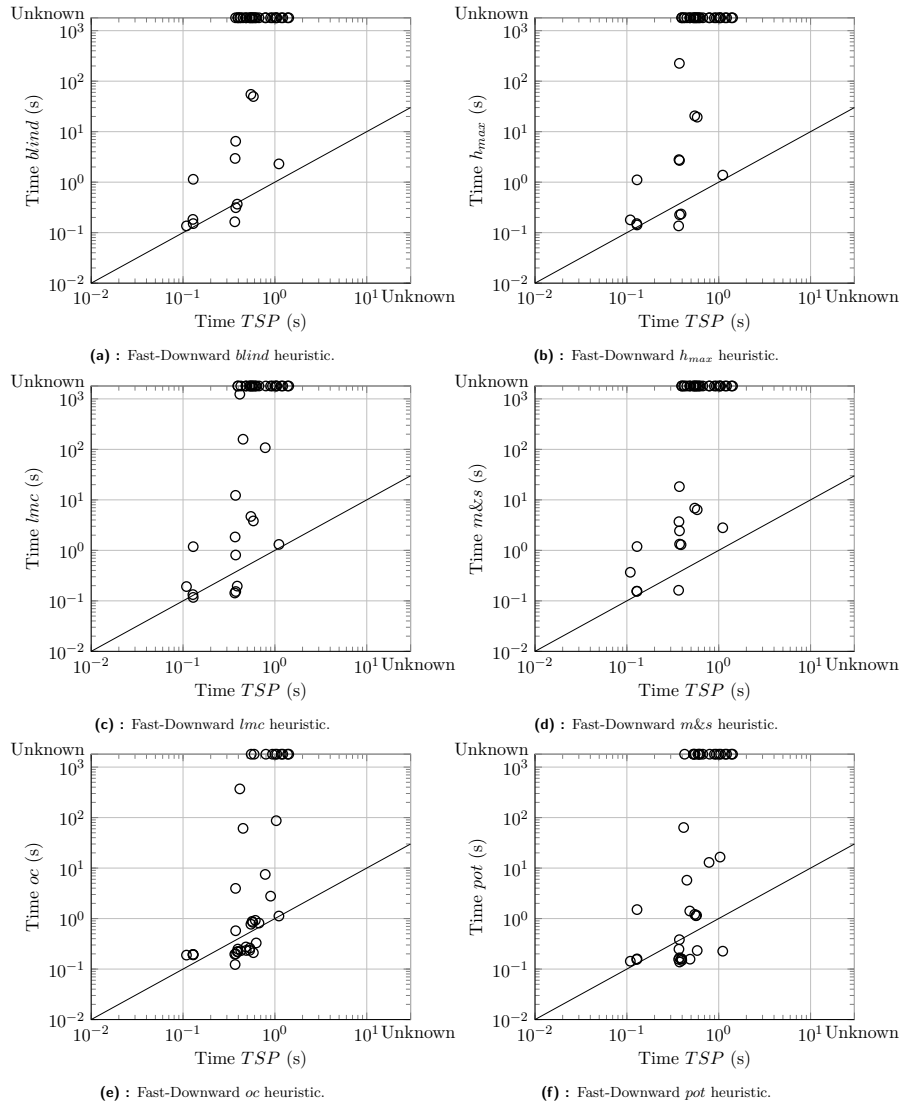 Unknown
10^3
10^2
10^1
10^0
10^−1
10^−2
Time blind (s)
10^−2 10^−1 10^0 10^1 Unknown
Time TSP (s)
(a) : Fast-Downward blind heuristic.
Unknown
10^3
10^2
10^1
10^0
10^−1
10^−2
Time h_max (s)
10^−2 10^−1 10^0 10^1 Unknown
Time TSP (s)
(b) : Fast-Downward h_max heuristic.
Unknown
10^3
10^2
10^1
10^0
10^−1
10^−2
Time lmc (s)
10^−2 10^−1 10^0 10^1 Unknown
Time TSP (s)
(c) : Fast-Downward lmc heuristic.
Unknown
10^3
10^2
10^1
10^0
10^−1
10^−2
Time m&s (s)
10^−2 10^−1 10^0 10^1 Unknown
Time TSP (s)
(d) : Fast-Downward m&s heuristic.
Unknown
10^3
10^2
10^1
10^0
10^−1
10^−2
Time oc (s)
10^−2 10^−1 10^0 10^1 Unknown
Time TSP (s)
(e) : Fast-Downward oc heuristic.
Unknown
10^3
10^2
10^1
10^0
10^−1
10^−2
Time pot (s)
10^−2 10^−1 10^0 10^1 Unknown
Time TSP (s)
(f) : Fast-Downward pot heuristic.